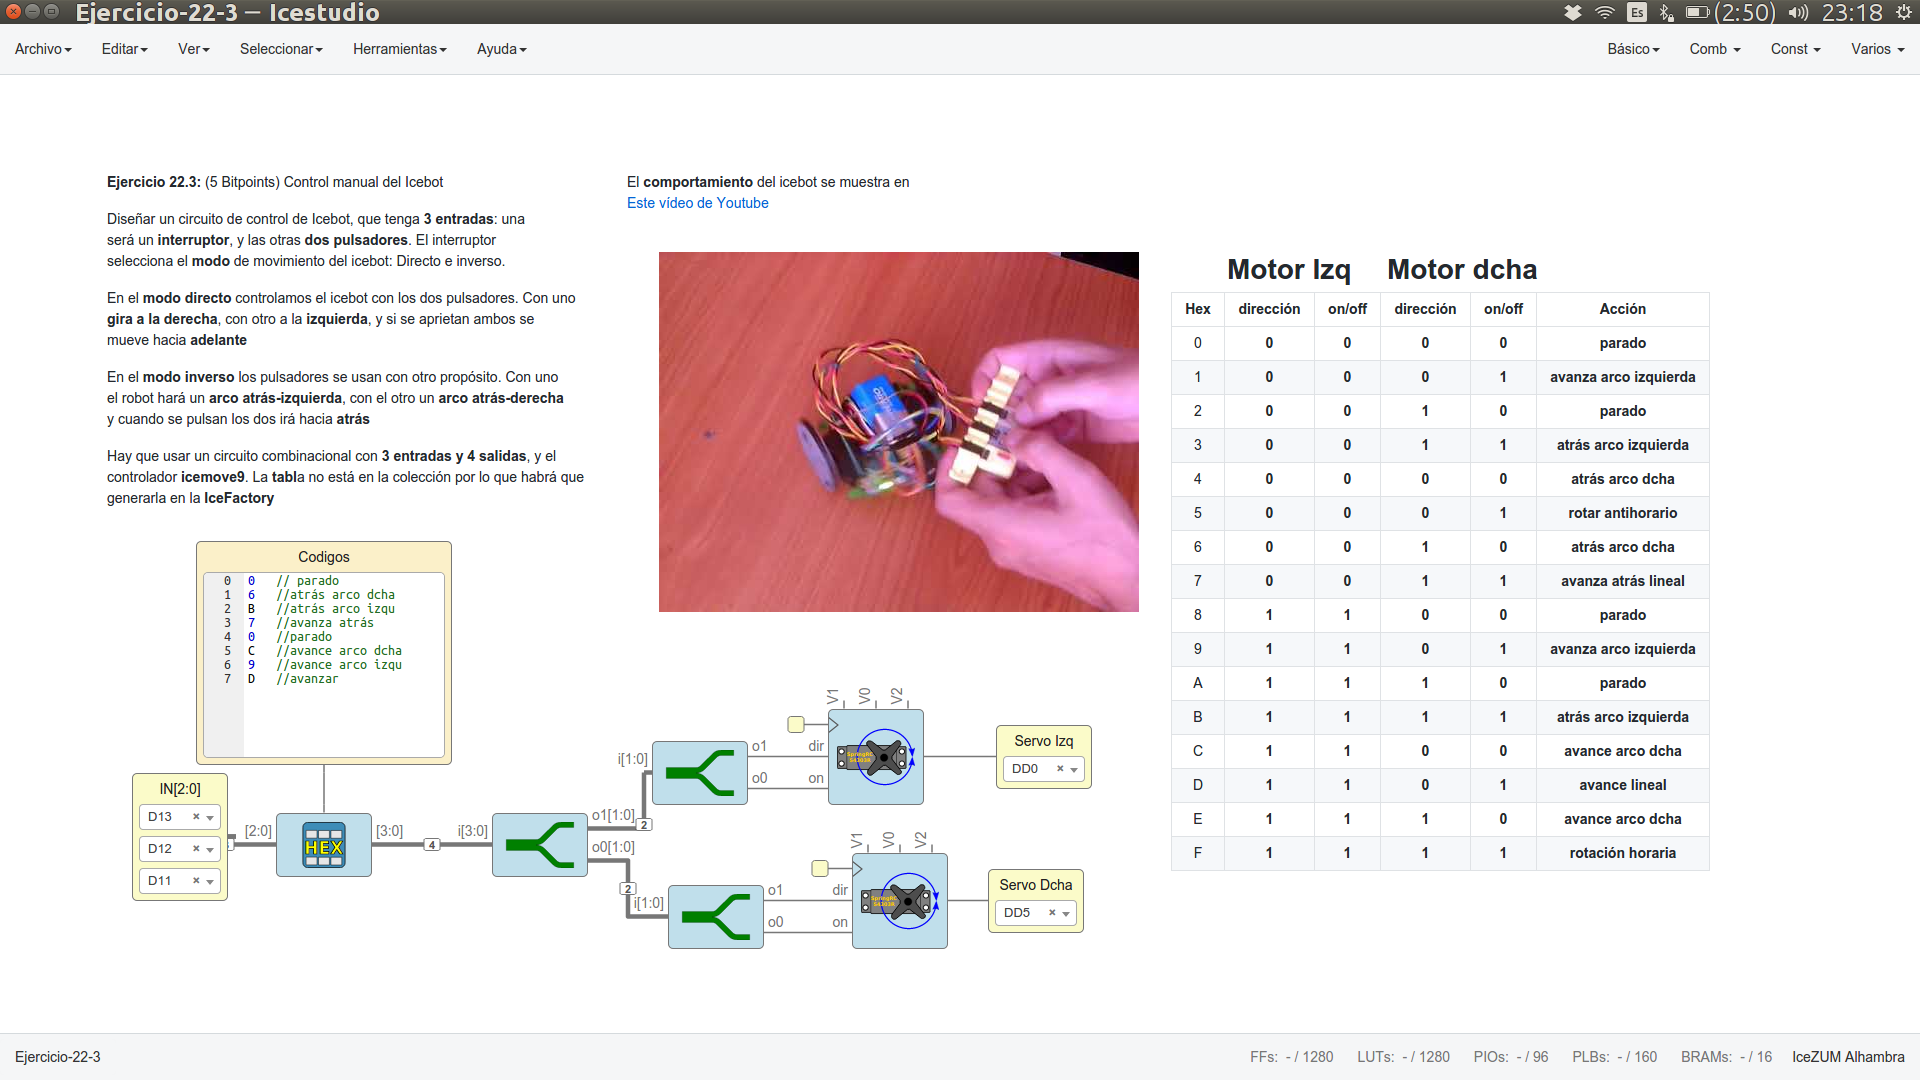 Ejercicio-22-3 — Icestudio
Es
(2:50)
23:18
Archivo
Editar
Ver
Seleccionar
Herramientas
Ayuda
Básico
Comb
Const
Varios
Ejercicio 22.3: (5 Bitpoints) Control manual del Icebot
Diseñar un circuito de control de Icebot, que tenga 3 entradas: una
será un interruptor, y las otras dos pulsadores. El interruptor
selecciona el modo de movimiento del icebot: Directo e inverso.
En el modo directo controlamos el icebot con los dos pulsadores. Con uno
gira a la derecha, con otro a la izquierda, y si se aprietan ambos se
mueve hacia adelante
En el modo inverso los pulsadores se usan con otro propósito. Con uno
el robot hará un arco atrás-izquierda, con el otro un arco atrás-derecha
y cuando se pulsan los dos irá hacia atrás
Hay que usar un circuito combinacional con 3 entradas y 4 salidas, y el
controlador icemove9. La tabla no está en la colección por lo que habrá que
generarla en la IceFactory
El comportamiento del icebot se muestra en
Este vídeo de Youtube
Motor Izq Motor dcha
Hex dirección on/off dirección on/off Acción
0 0 0 0 0 parado
1 0 0 0 1 avanza arco izquierda
2 0 0 1 0 parado
3 0 0 1 1 atrás arco izquierda
4 0 0 0 0 atrás arco dcha
5 0 0 0 1 rotar antihorario
6 0 0 1 0 atrás arco dcha
7 0 0 1 1 avanza atrás lineal
8 1 1 0 0 parado
9 1 1 0 1 avanza arco izquierda
A 1 1 1 0 parado
B 1 1 1 1 atrás arco izquierda
C 1 1 0 0 avance arco dcha
D 1 1 0 1 avance lineal
E 1 1 1 0 avance arco dcha
F 1 1 1 1 rotación horaria
Codigos
0 0 // parado
1 6 //atrás arco dcha
2 B //atrás arco izqu
3 7 //avanza atrás
4 0 //parado
5 C //avance arco dcha
6 9 //avance arco izqu
7 D //avanzar
IN[2:0]
D13
D12
D11
[2:0]
HEX
[3:0]
4
i[3:0]
o1[1:0]
o0[1:0]
2
2
i[1:0]
o1
o0
V1
V0
V2
dir
on
SpringRC
SM4303R
Servo Izq
DD0
i[1:0]
o1
o0
V1
V0
V2
dir
on
SpringRC
SM4303R
Servo Dcha
DD5
Ejercicio-22-3
FFs: - / 1280
LUTs: - / 1280
PIOs: - / 96
PLBs: - / 160
BRAMs: - / 16
IceZUM Alhambra